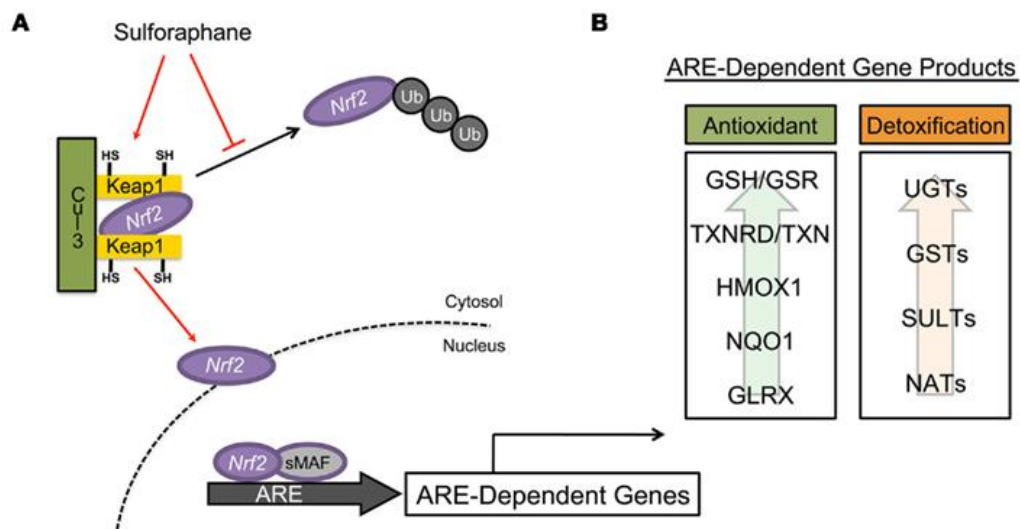 A
Sulforaphane
Nrf2
Ub
Ub
Ub
HS
SH
Cul3
Keap1
Nrf2
Keap1
HS
SH
Cytosol
Nucleus
Nrf2
Nrf2
sMAF
ARE
ARE-Dependent Genes
B
ARE-Dependent Gene Products
Antioxidant
GSH/GSR
TXNRD/TXN
HMOX1
NQO1
GLRX
Detoxification
UGTs
GSTs
SULTs
NATs